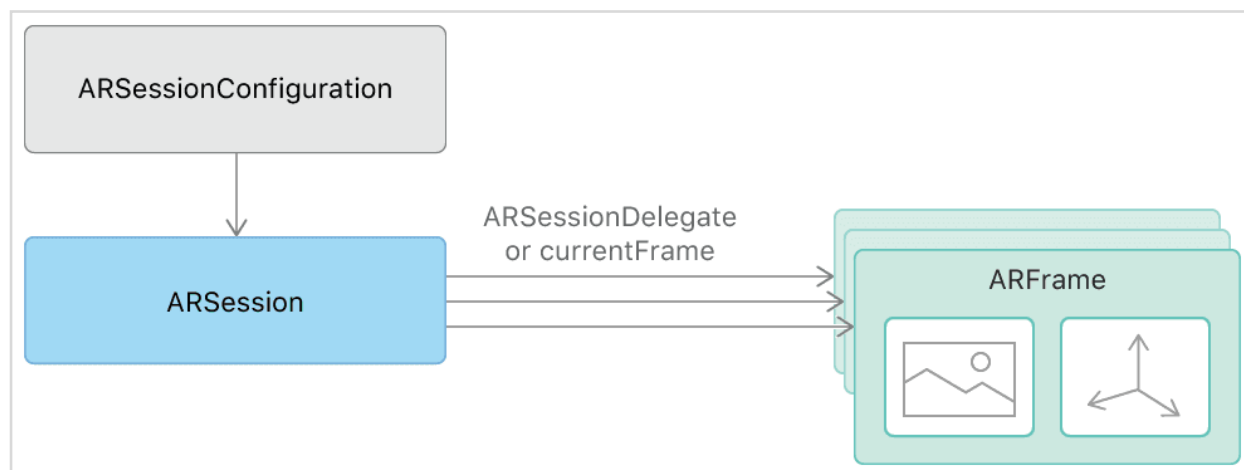 ARSessionConfiguration
ARSessionDelegate
or currentFrame
ARSession
ARFrame